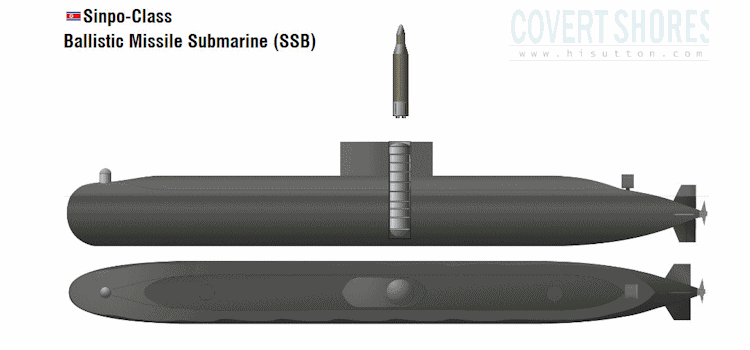 Sinpo-Class
Ballistic Missile Submarine (SSB)
COVERT SHORES
www.hisutton.com